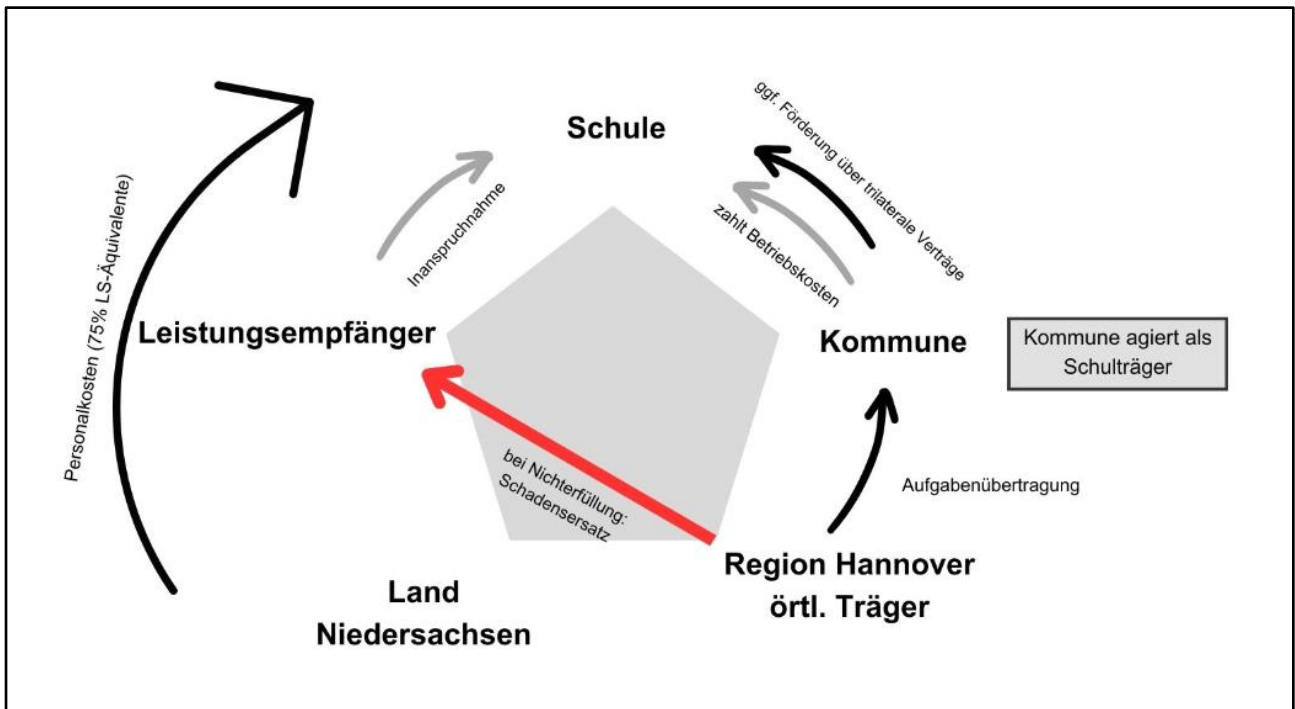 Schule
ggf. Förderung über trilaterale Verträge
zahlt Betriebskosten
Inanspruchnahme
Personalkosten (75% LS-Äquivalente)
Leistungsempfänger
Kommune
Kommune agiert als
Schulträger
bei Nichterfüllung:
Schadensersatz
Aufgabenübertragung
Region Hannover
örtl. Träger
Land
Niedersachsen